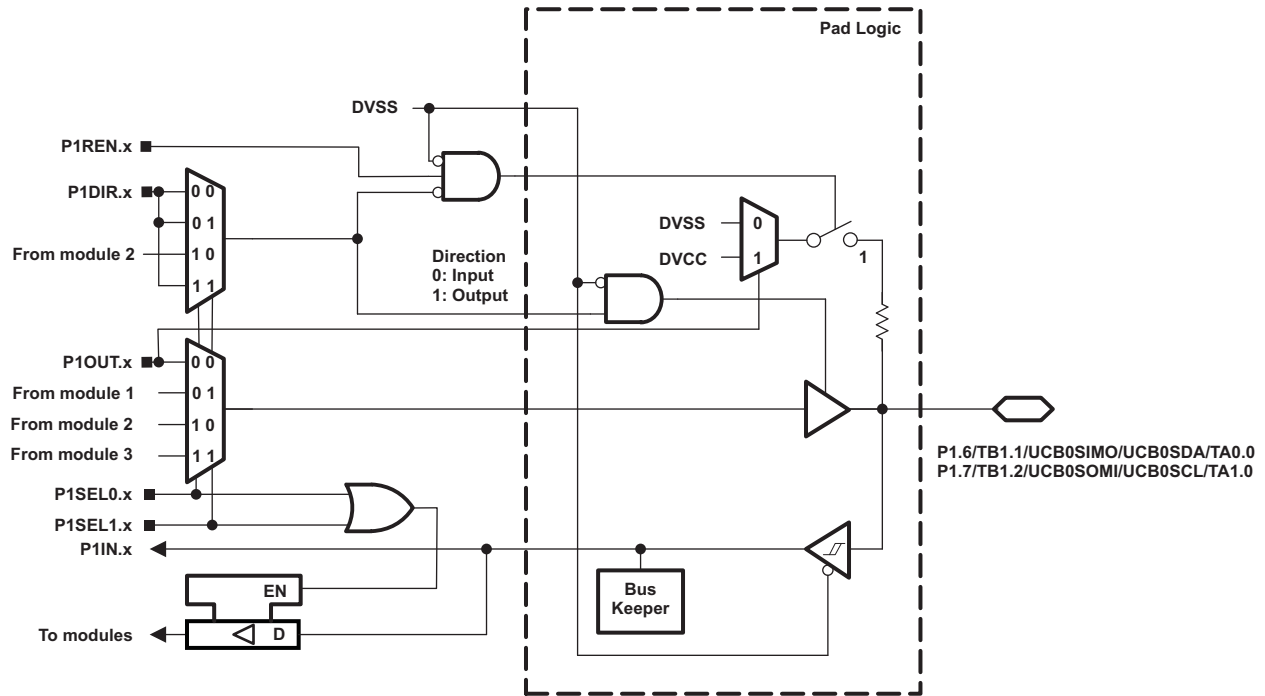 Pad Logic
DVSS
P1REN.x
P1DIR.x
0 0
0 1
From module 2
1 0
1 1
Direction
0: Input
1: Output
DVSS
0
DVCC
1
1
P1OUT.x
0 0
From module 1
0 1
From module 2
1 0
From module 3
1 1
P1.6/TB1.1/UCB0SIMO/UCB0SDA/TA0.0
P1.7/TB1.2/UCB0SOMI/UCB0SCL/TA1.0
P1SEL0.x
P1SEL1.x
P1IN.x
EN
Bus
Keeper
To modules
D